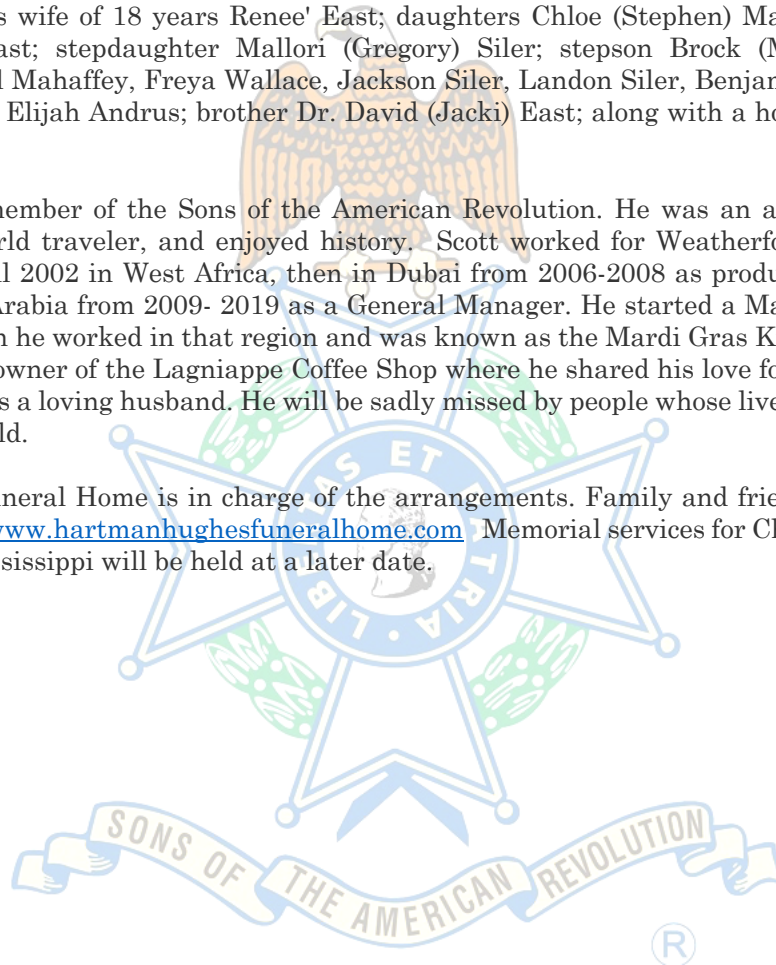 s wife of 18 years Renee' East; daughters Chloe (Stephen) Ma
ast; stepdaughter Mallori (Gregory) Siler; stepson Brock (M
l Mahaffey, Freya Wallace, Jackson Siler, Landon Siler, Benjam
Elijah Andrus; brother Dr. David (Jacki) East; along with a ho
member of the Sons of the American Revolution. He was an a
rld traveler, and enjoyed history. Scott worked for Weatherfo
il 2002 in West Africa, then in Dubai from 2006-2008 as produ
Arabia from 2009- 2019 as a General Manager. He started a Ma
n he worked in that region and was known as the Mardi Gras K
owner of the Lagniappe Coffee Shop where he shared his love fo
s a loving husband. He will be sadly missed by people whose live
ld.
uneral Home is in charge of the arrangements. Family and frie
www.hartmanhughesfuneralhome.com Memorial services for Cl
sissippi will be held at a later date.
LIBERTAS ET PATRIA
SONS OF THE AMERICAN REVOLUTION
R